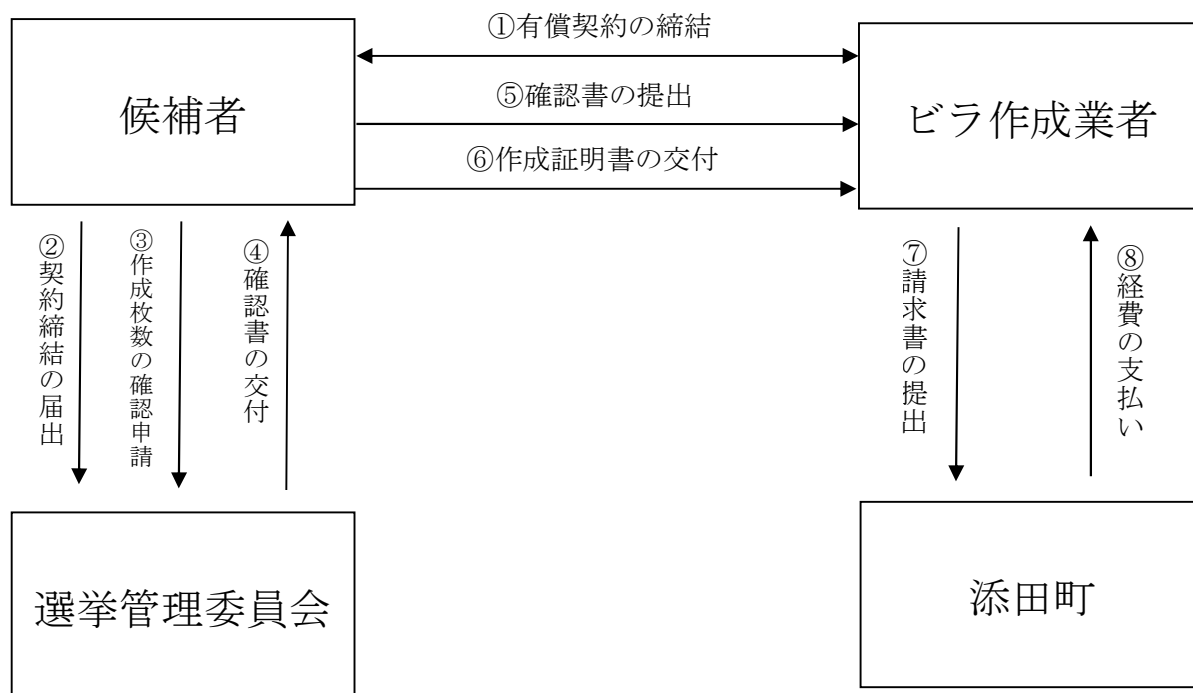 ①有償契約の締結
候補者
⑤確認書の提出
ビラ作成業者
⑥作成証明書の交付
②契約締結の届出
③作成枚数の確認申請
④確認書の交付
⑦請求書の提出
⑧経費の支払い
選挙管理委員会
添田町